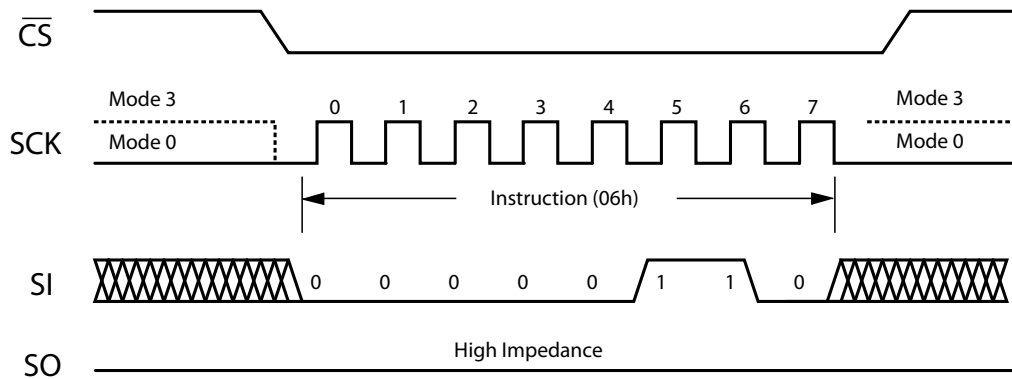 CS
0 1 2 3 4 5 6 7
Mode 3
Mode 3
SCK
Mode 0
Mode 0
Instruction (06h)
SI
0 0 0 0 0 1 1 0
High Impedance
SO